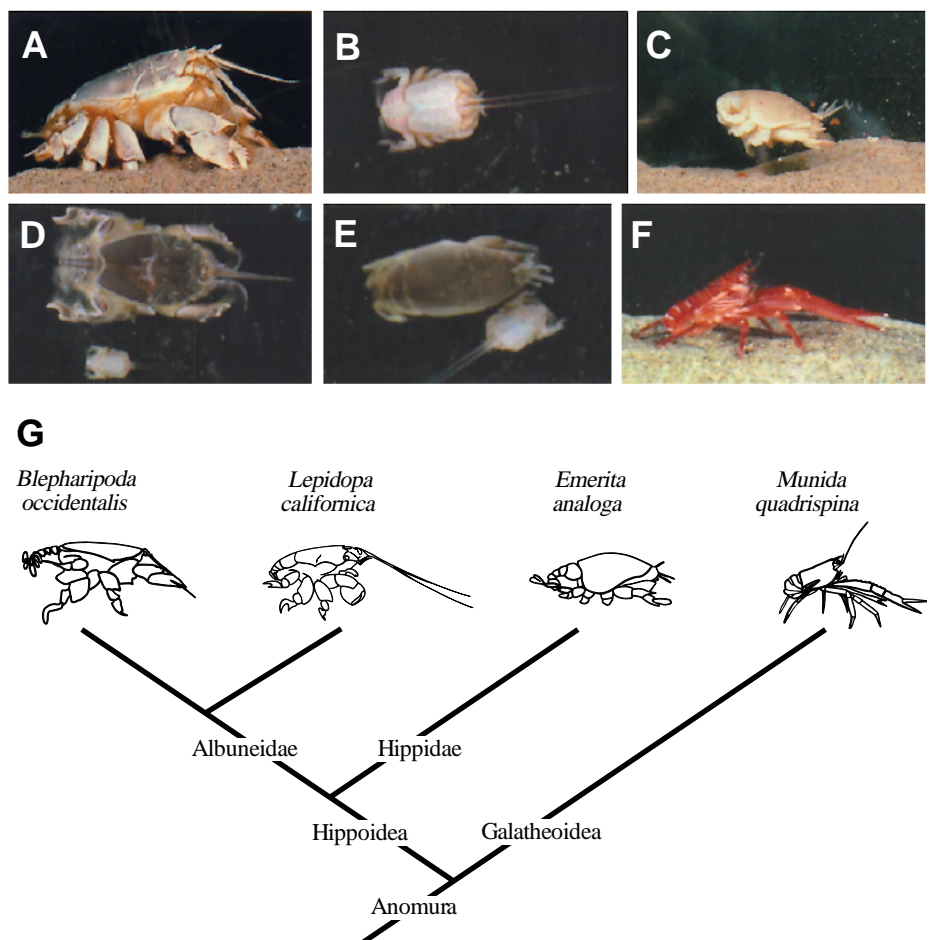 A
B
C
D
E
F
G
Blepharipoda
occidentalis
Lepidopa
californica
Emerita
analoga
Munida
quadrispina
Albuneidae
Hippidae
Hippoidea
Galatheoidea
Anomura